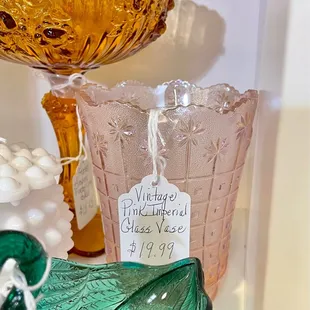 Vintage
Pink Imperial
Glass Vase
$19.99